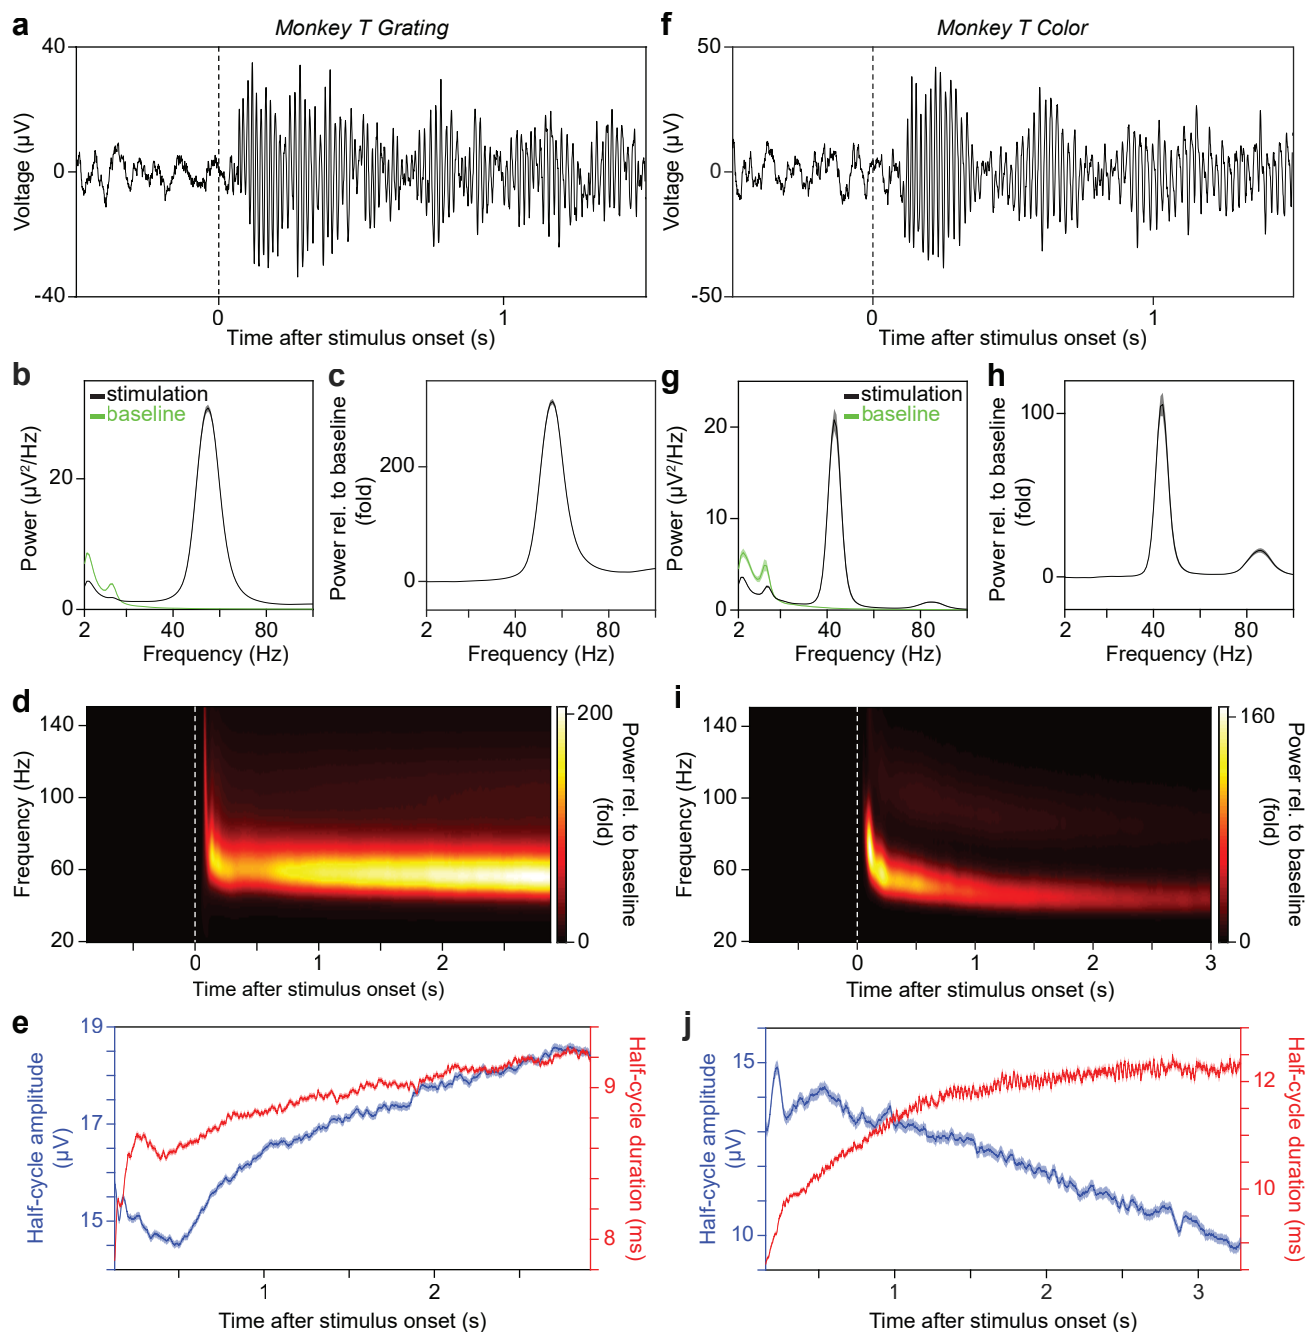 a
Monkey T Grating
40
0
-40
Voltage (µV)
0
1
Time after stimulus onset (s)
f
Monkey T Color
50
0
-50
Voltage (µV)
0
1
Time after stimulus onset (s)
b
stimulation
baseline
20
0
Power (µV²/Hz)
2
40
80
Frequency (Hz)
c
200
0
Power rel. to baseline
(fold)
2
40
80
Frequency (Hz)
g
stimulation
baseline
20
10
0
Power (µV²/Hz)
2
40
80
Frequency (Hz)
h
100
0
Power rel. to baseline
(fold)
2
40
80
Frequency (Hz)
d
140
100
60
20
Frequency (Hz)
0
1
2
Time after stimulus onset (s)
200
0
Power rel. to baseline
(fold)
i
140
100
60
20
Frequency (Hz)
0
1
2
3
Time after stimulus onset (s)
160
0
Power rel. to baseline
(fold)
e
19
17
15
Half-cycle amplitude
(µV)
9
8
Half-cycle duration (ms)
1
2
Time after stimulus onset (s)
j
15
10
Half-cycle amplitude
(µV)
12
10
Half-cycle duration (ms)
1
2
3
Time after stimulus onset (s)